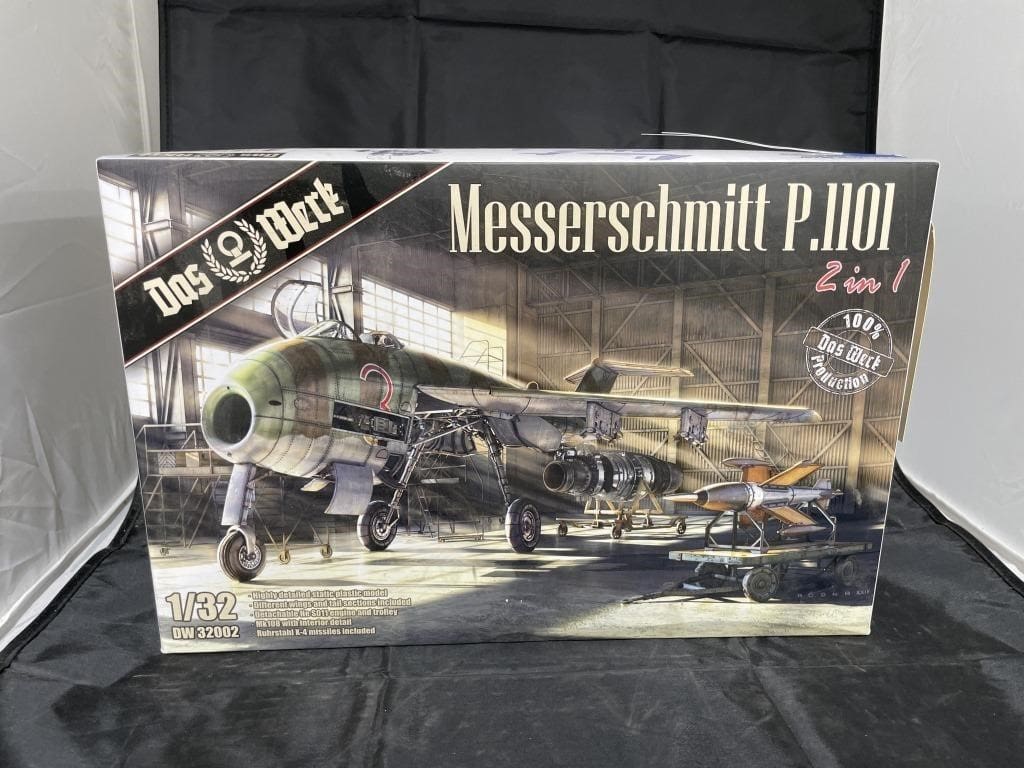 Das Werk
Messerschmitt P.1101
2 in 1
100%
Das Werk
Production
3
1/32
DW 32002
• Highly detailed static plastic model
• Different wings and tail sections included
• Detachable He S011 engine and trolley
Mk108 with interior detail
Ruhrstahl X-4 missiles included